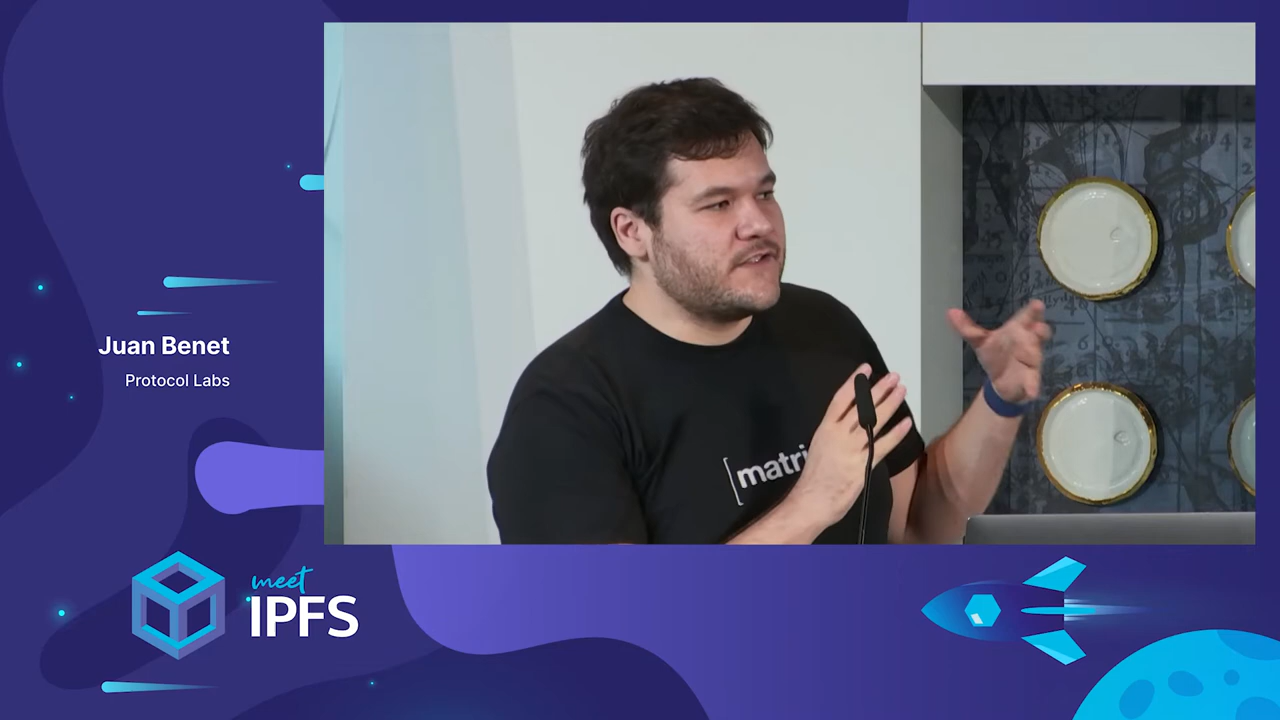 Juan Benet
Protocol Labs
[matri
meet
IPFS